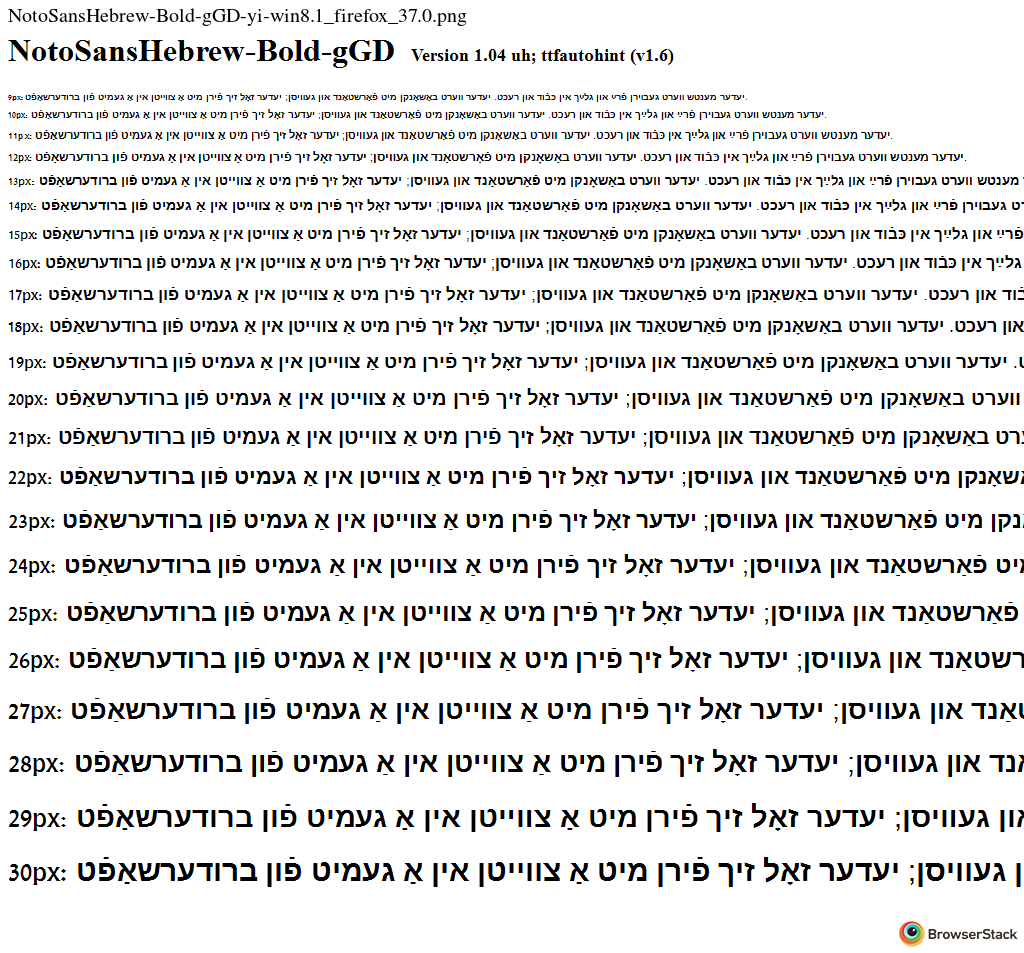 NotoSansHebrew-Bold-gGD-yi-win8.1_firefox_37.0.png
NotoSansHebrew-Bold-gGD Version 1.04 uh; ttfautohint (v1.6)
9px: יעדער מענטש ווערט געבוירן פֿרײַ און גלײַך אין כּבֿוד און רעכט. יעדער ווערט באַשאָנקן מיט פֿאַרשטאַנד און געוויסן; יעדער זאָל זיך פֿירן מיט אַ צווייטן אין אַ געמיט פֿון ברודערשאַפֿט.
10px: יעדער מענטש ווערט געבוירן פֿרײַ און גלײַך אין כּבֿוד און רעכט. יעדער ווערט באַשאָנקן מיט פֿאַרשטאַנד און געוויסן; יעדער זאָל זיך פֿירן מיט אַ צווייטן אין אַ געמיט פֿון ברודערשאַפֿט.
11px: יעדער מענטש ווערט געבוירן פֿרײַ און גלײַך אין כּבֿוד און רעכט. יעדער ווערט באַשאָנקן מיט פֿאַרשטאַנד און געוויסן; יעדער זאָל זיך פֿירן מיט אַ צווייטן אין אַ געמיט פֿון ברודערשאַפֿט.
12px: יעדער מענטש ווערט געבוירן פֿרײַ און גלײַך אין כּבֿוד און רעכט. יעדער ווערט באַשאָנקן מיט פֿאַרשטאַנד און געוויסן; יעדער זאָל זיך פֿירן מיט אַ צווייטן אין אַ געמיט פֿון ברודערשאַפֿט.
13px: מענטש ווערט געבוירן פֿרײַ און גלײַך אין כּבֿוד און רעכט. יעדער ווערט באַשאָנקן מיט פֿאַרשטאַנד און געוויסן; יעדער זאָל זיך פֿירן מיט אַ צווייטן אין אַ געמיט פֿון ברודערשאַפֿט
14px: רט געבוירן פֿרײַ און גלײַך אין כּבֿוד און רעכט. יעדער ווערט באַשאָנקן מיט פֿאַרשטאַנד און געוויסן; יעדער זאָל זיך פֿירן מיט אַ צווייטן אין אַ געמיט פֿון ברודערשאַפֿט
15px: פֿרײַ און גלײַך אין כּבֿוד און רעכט. יעדער ווערט באַשאָנקן מיט פֿאַרשטאַנד און געוויסן; יעדער זאָל זיך פֿירן מיט אַ צווייטן אין אַ געמיט פֿון ברודערשאַפֿט
16px: גלײַך אין כּבֿוד און רעכט. יעדער ווערט באַשאָנקן מיט פֿאַרשטאַנד און געוויסן; יעדער זאָל זיך פֿירן מיט אַ צווייטן אין אַ געמיט פֿון ברודערשאַפֿט
17px: בֿוד און רעכט. יעדער ווערט באַשאָנקן מיט פֿאַרשטאַנד און געוויסן; יעדער זאָל זיך פֿירן מיט אַ צווייטן אין אַ געמיט פֿון ברודערשאַפֿט
18px: און רעכט. יעדער ווערט באַשאָנקן מיט פֿאַרשטאַנד און געוויסן; יעדער זאָל זיך פֿירן מיט אַ צווייטן אין אַ געמיט פֿון ברודערשאַפֿט
19px: ט. יעדער ווערט באַשאָנקן מיט פֿאַרשטאַנד און געוויסן; יעדער זאָל זיך פֿירן מיט אַ צווייטן אין אַ געמיט פֿון ברודערשאַפֿט
20px: ווערט באַשאָנקן מיט פֿאַרשטאַנד און געוויסן; יעדער זאָל זיך פֿירן מיט אַ צווייטן אין אַ געמיט פֿון ברודערשאַפֿט
21px: ערט באַשאָנקן מיט פֿאַרשטאַנד און געוויסן; יעדער זאָל זיך פֿירן מיט אַ צווייטן אין אַ געמיט פֿון ברודערשאַפֿט
22px: אַשאָנקן מיט פֿאַרשטאַנד און געוויסן; יעדער זאָל זיך פֿירן מיט אַ צווייטן אין אַ געמיט פֿון ברודערשאַפֿט
23px: נקן מיט פֿאַרשטאַנד און געוויסן; יעדער זאָל זיך פֿירן מיט אַ צווייטן אין אַ געמיט פֿון ברודערשאַפֿט
24px: מיט פֿאַרשטאַנד און געוויסן; יעדער זאָל זיך פֿירן מיט אַ צווייטן אין אַ געמיט פֿון ברודערשאַפֿט
25px: פֿאַרשטאַנד און געוויסן; יעדער זאָל זיך פֿירן מיט אַ צווייטן אין אַ געמיט פֿון ברודערשאַפֿט
26px: רשטאַנד און געוויסן; יעדער זאָל זיך פֿירן מיט אַ צווייטן אין אַ געמיט פֿון ברודערשאַפֿט
27px: טאַנד און געוויסן; יעדער זאָל זיך פֿירן מיט אַ צווייטן אין אַ געמיט פֿון ברודערשאַפֿט
28px: נד און געוויסן; יעדער זאָל זיך פֿירן מיט אַ צווייטן אין אַ געמיט פֿון ברודערשאַפֿט
29px: און געוויסן; יעדער זאָל זיך פֿירן מיט אַ צווייטן אין אַ געמיט פֿון ברודערשאַפֿט
30px: ן געוויסן; יעדער זאָל זיך פֿירן מיט אַ צווייטן אין אַ געמיט פֿון ברודערשאַפֿט
BrowserStack